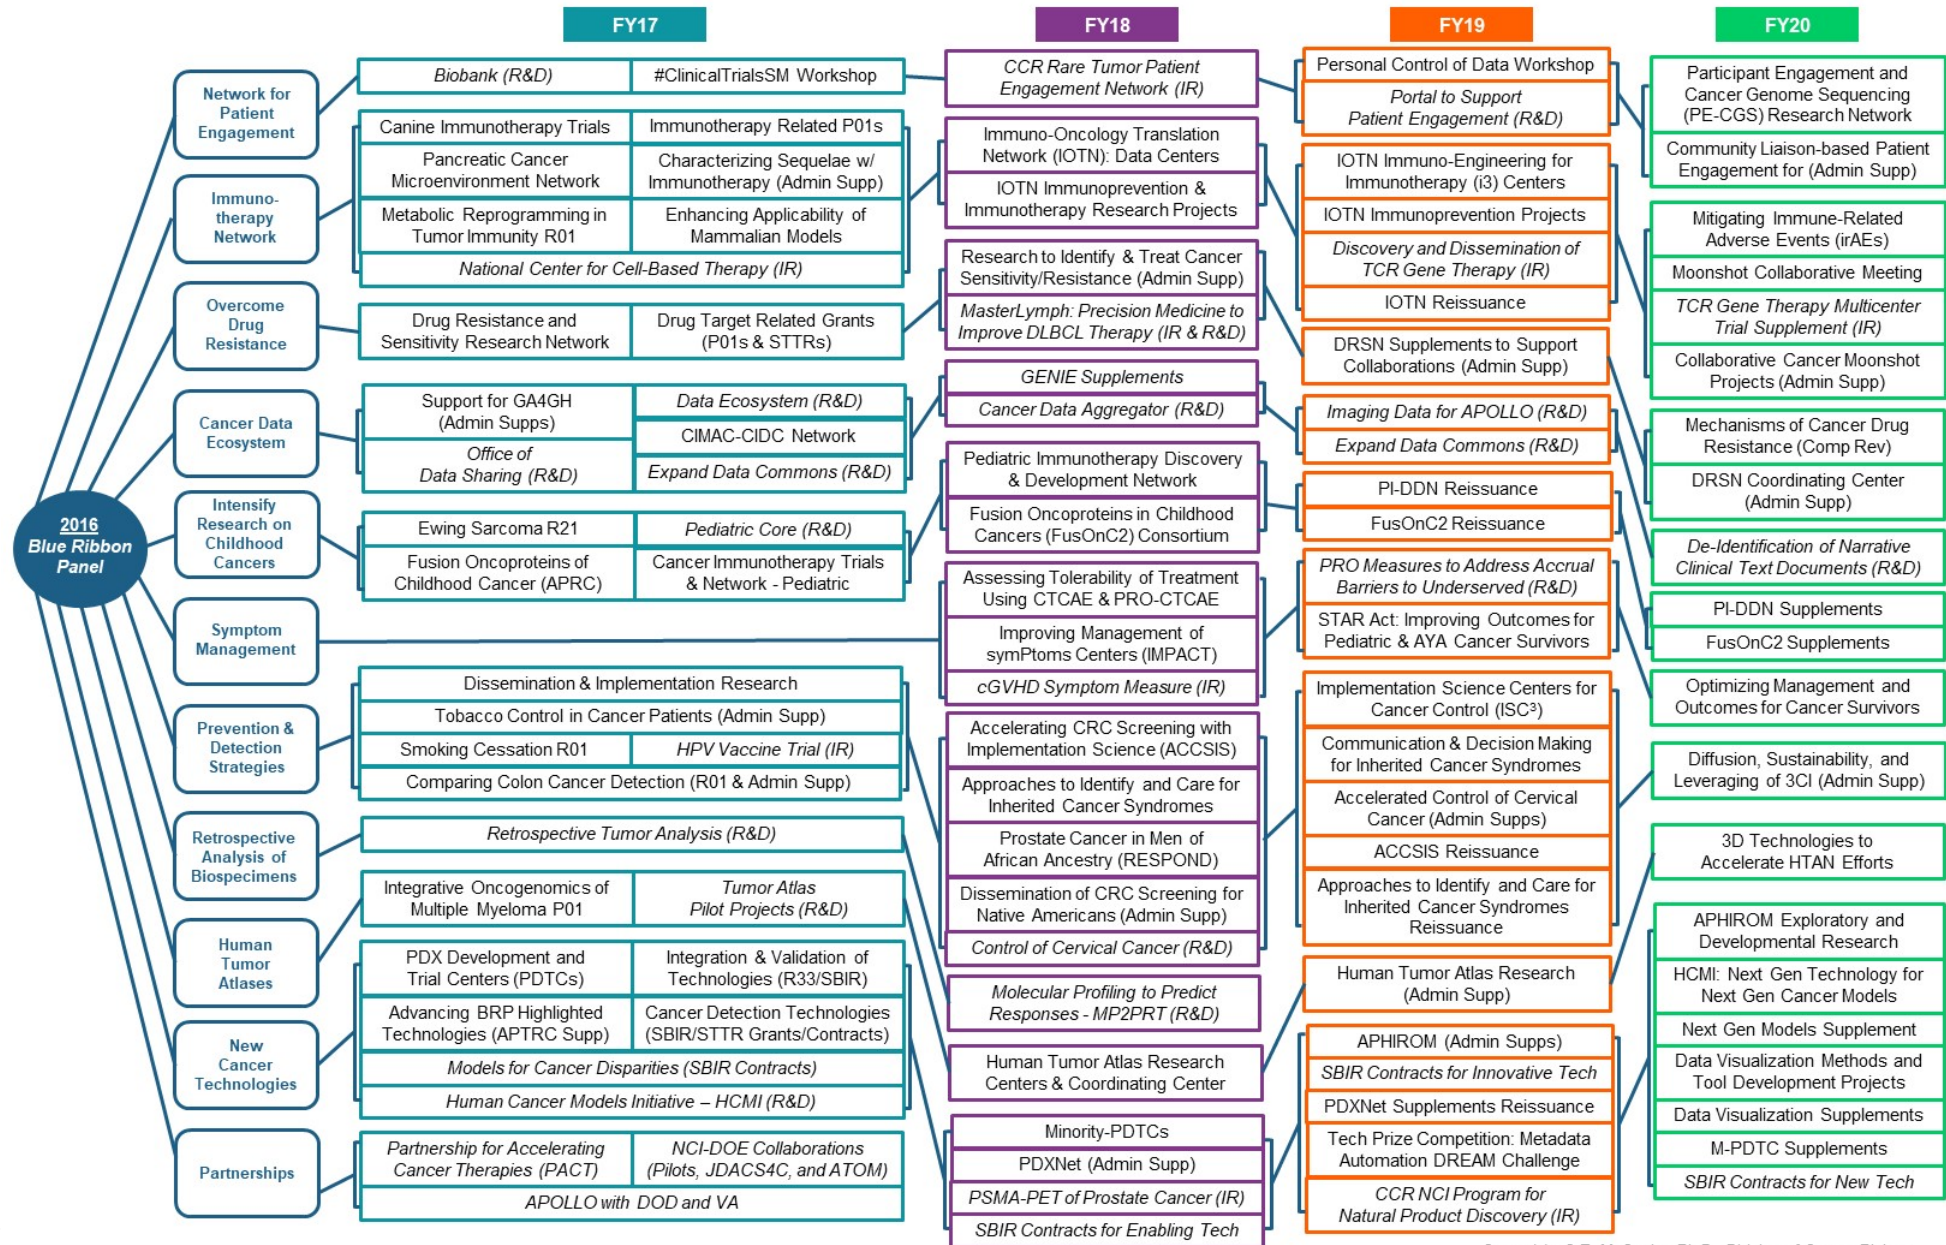 FY17
FY18
FY19
FY20
2016
Blue Ribbon
Panel
Network for
Patient
Engagement
Immuno-
therapy
Network
Overcome
Drug
Resistance
Cancer Data
Ecosystem
Intensify
Research on
Childhood
Cancers
Symptom
Management
Prevention &
Detection
Strategies
Retrospective
Analysis of
Biospecimens
Human
Tumor
Atlases
New
Cancer
Technologies
Partnerships
Biobank (R&D)
#ClinicalTrialsSM Workshop
Canine Immunotherapy Trials
Immunotherapy Related P01s
Pancreatic Cancer
Microenvironment Network
Characterizing Sequelae w/
Immunotherapy (Admin Supp)
Metabolic Reprogramming in
Tumor Immunity R01
Enhancing Applicability of
Mammalian Models
National Center for Cell-Based Therapy (IR)
Drug Resistance and
Sensitivity Research Network
Drug Target Related Grants
(P01s & STTRs)
Support for GA4GH
(Admin Supps)
Office of
Data Sharing (R&D)
Data Ecosystem (R&D)
CIMAC-CIDC Network
Expand Data Commons (R&D)
Ewing Sarcoma R21
Pediatric Core (R&D)
Fusion Oncoproteins of
Childhood Cancer (APRC)
Cancer Immunotherapy Trials
& Network - Pediatric
Dissemination & Implementation Research
Tobacco Control in Cancer Patients (Admin Supp)
Smoking Cessation R01
HPV Vaccine Trial (IR)
Comparing Colon Cancer Detection (R01 & Admin Supp)
Retrospective Tumor Analysis (R&D)
Integrative Oncogenomics of
Multiple Myeloma P01
Tumor Atlas
Pilot Projects (R&D)
PDX Development and
Trial Centers (PDTCs)
Integration & Validation of
Technologies (R33/SBIR)
Advancing BRP Highlighted
Technologies (APTRC Supp)
Cancer Detection Technologies
(SBIR/STTR Grants/Contracts)
Models for Cancer Disparities (SBIR Contracts)
Human Cancer Models Initiative – HCMI (R&D)
Partnership for Accelerating
Cancer Therapies (PACT)
NCI-DOE Collaborations
(Pilots, JDACS4C, and ATOM)
APOLLO with DOD and VA
CCR Rare Tumor Patient
Engagement Network (IR)
Immuno-Oncology Translation
Network (IOTN): Data Centers
IOTN Immunoprevention &
Immunotherapy Research Projects
Research to Identify & Treat Cancer
Sensitivity/Resistance (Admin Supp)
MasterLymph: Precision Medicine to
Improve DLBCL Therapy (IR & R&D)
GENIE Supplements
Cancer Data Aggregator (R&D)
Pediatric Immunotherapy Discovery
& Development Network
Fusion Oncoproteins in Childhood
Cancers (FusOnC2) Consortium
Assessing Tolerability of Treatment
Using CTCAE & PRO-CTCAE
Improving Management of
symPtoms Centers (IMPACT)
cGVHD Symptom Measure (IR)
Accelerating CRC Screening with
Implementation Science (ACCSIS)
Approaches to Identify and Care for
Inherited Cancer Syndromes
Prostate Cancer in Men of
African Ancestry (RESPOND)
Dissemination of CRC Screening for
Native Americans (Admin Supp)
Control of Cervical Cancer (R&D)
Molecular Profiling to Predict
Responses - MP2PRT (R&D)
Human Tumor Atlas Research
Centers & Coordinating Center
Minority-PDTCs
PDXNet (Admin Supp)
PSMA-PET of Prostate Cancer (IR)
SBIR Contracts for Enabling Tech
Personal Control of Data Workshop
Portal to Support
Patient Engagement (R&D)
IOTN Immuno-Engineering for
Immunotherapy (i3) Centers
IOTN Immunoprevention Projects
Discovery and Dissemination of
TCR Gene Therapy (IR)
IOTN Reissuance
DRSN Supplements to Support
Collaborations (Admin Supp)
Imaging Data for APOLLO (R&D)
Expand Data Commons (R&D)
PI-DDN Reissuance
FusOnC2 Reissuance
PRO Measures to Address Accrual
Barriers to Underserved (R&D)
STAR Act: Improving Outcomes for
Pediatric & AYA Cancer Survivors
Implementation Science Centers for
Cancer Control (ISC³)
Communication & Decision Making
for Inherited Cancer Syndromes
Accelerated Control of Cervical
Cancer (Admin Supps)
ACCSIS Reissuance
Approaches to Identify and Care for
Inherited Cancer Syndromes
Reissuance
Human Tumor Atlas Research
(Admin Supp)
APHIROM (Admin Supps)
SBIR Contracts for Innovative Tech
PDXNet Supplements Reissuance
Tech Prize Competition: Metadata
Automation DREAM Challenge
CCR NCI Program for
Natural Product Discovery (IR)
Participant Engagement and
Cancer Genome Sequencing
(PE-CGS) Research Network
Community Liaison-based Patient
Engagement for (Admin Supp)
Mitigating Immune-Related
Adverse Events (irAEs)
Moonshot Collaborative Meeting
TCR Gene Therapy Multicenter
Trial Supplement (IR)
Collaborative Cancer Moonshot
Projects (Admin Supp)
Mechanisms of Cancer Drug
Resistance (Comp Rev)
DRSN Coordinating Center
(Admin Supp)
De-Identification of Narrative
Clinical Text Documents (R&D)
PI-DDN Supplements
FusOnC2 Supplements
Optimizing Management and
Outcomes for Cancer Survivors
Diffusion, Sustainability, and
Leveraging of 3CI (Admin Supp)
3D Technologies to
Accelerate HTAN Efforts
APHIROM Exploratory and
Developmental Research
HCMI: Next Gen Technology for
Next Gen Cancer Models
Next Gen Models Supplement
Data Visualization Methods and
Tool Development Projects
Data Visualization Supplements
M-PDTC Supplements
SBIR Contracts for New Tech